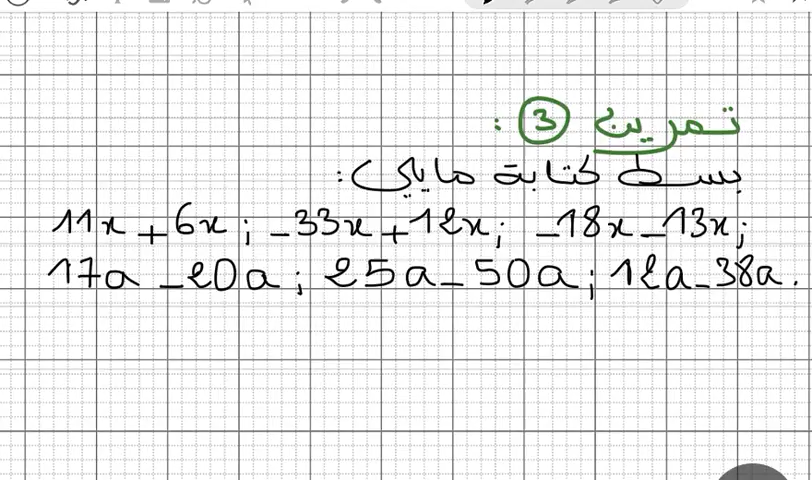 تمرين 3 :
بسط كتابة مايلي:
11x + 6x ; -33x + 12x ; -18x - 13x ;
17a - 20a ; 25a - 50a ; 12a - 38a .